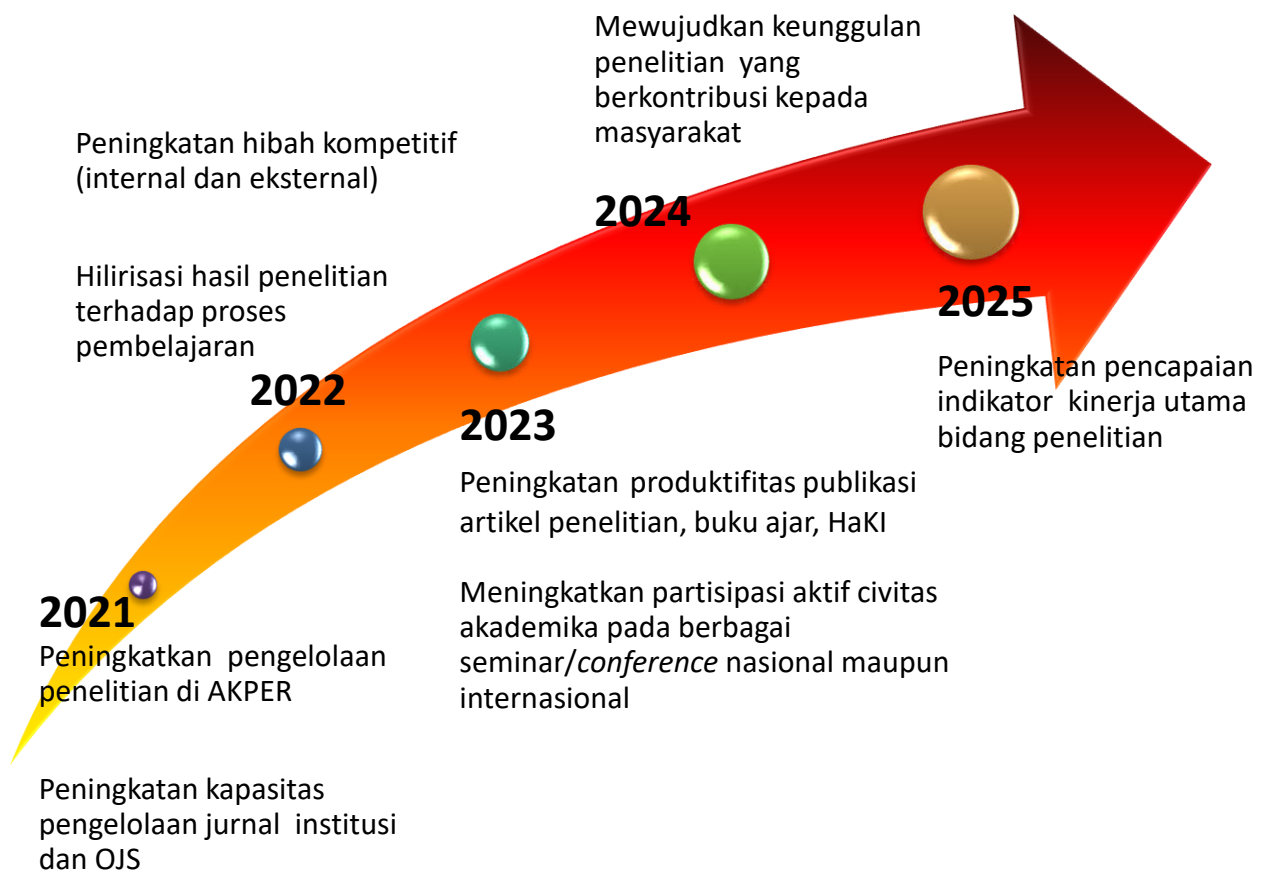 2021
Peningkatkan pengelolaan
penelitian di AKPER
Peningkatan kapasitas
pengelolaan jurnal institusi
dan OJS
Peningkatan hibah kompetitif
(internal dan eksternal)
Hilirisasi hasil penelitian
terhadap proses
pembelajaran
2022
2023
Peningkatan produktifitas publikasi
artikel penelitian, buku ajar, HaKI
Meningkatkan partisipasi aktif civitas
akademika pada berbagai
seminar/conference nasional maupun
internasional
Mewujudkan keunggulan
penelitian yang
berkontribusi kepada
masyarakat
2024
2025
Peningkatan pencapaian
indikator kinerja utama
bidang penelitian